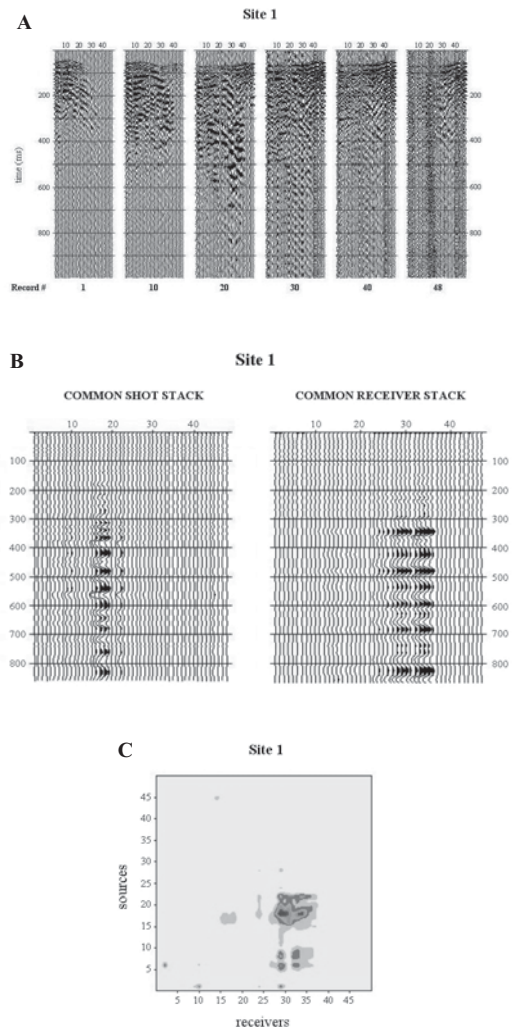 Site 1
A
10 20 30 40 10 20 30 40 10 20 30 40 10 20 30 40 10 20 30 40 10 20 30 40
200 200
400 400
time (ms)
600 600
800 800
Record # 1 10 20 30 40 48
B Site 1
COMMON SHOT STACK COMMON RECEIVER STACK
10 20 30 40 10 20 30 40
100 100
200 200
300 300
400 400
500 500
600 600
700 700
800 800
C Site 1
45
40
35
30
sources
25
20
15
10
5
5 10 15 20 25 30 35 40 45
receivers